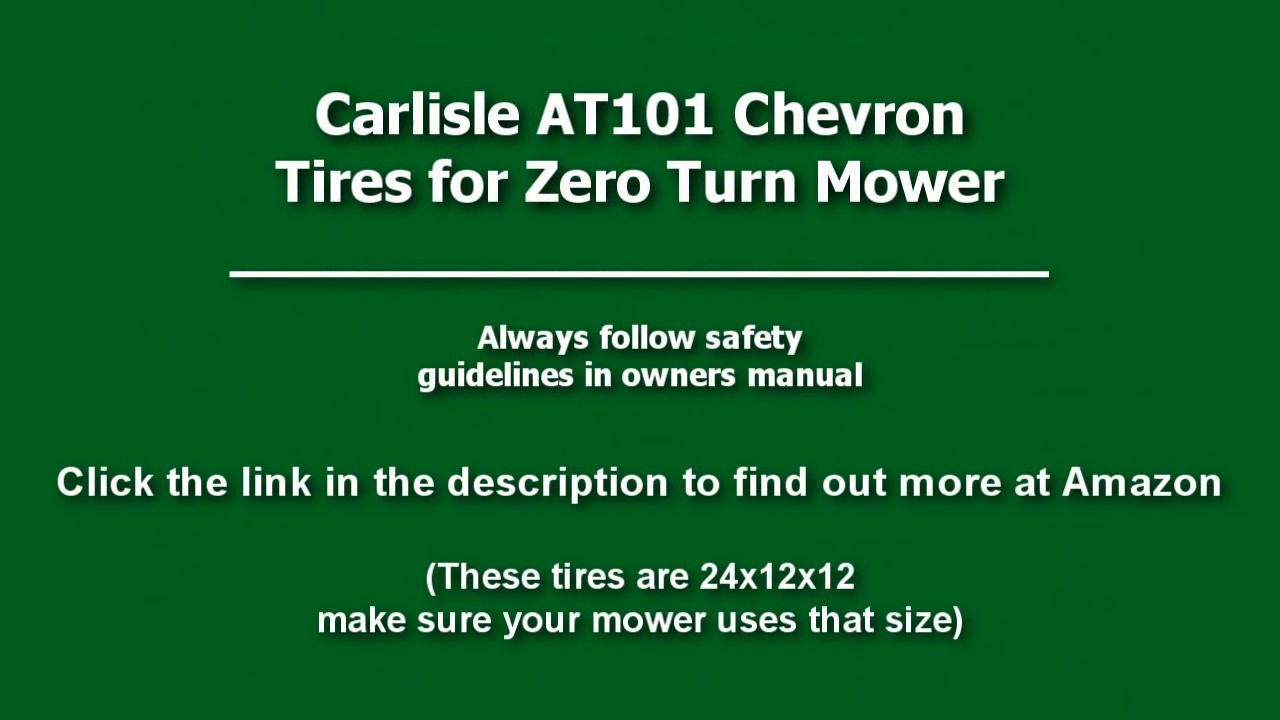 Carlisle AT101 Chevron
Tires for Zero Turn Mower
Always follow safety
guidelines in owners manual
Click the link in the description to find out more at Amazon
(These tires are 24x12x12
make sure your mower uses that size)